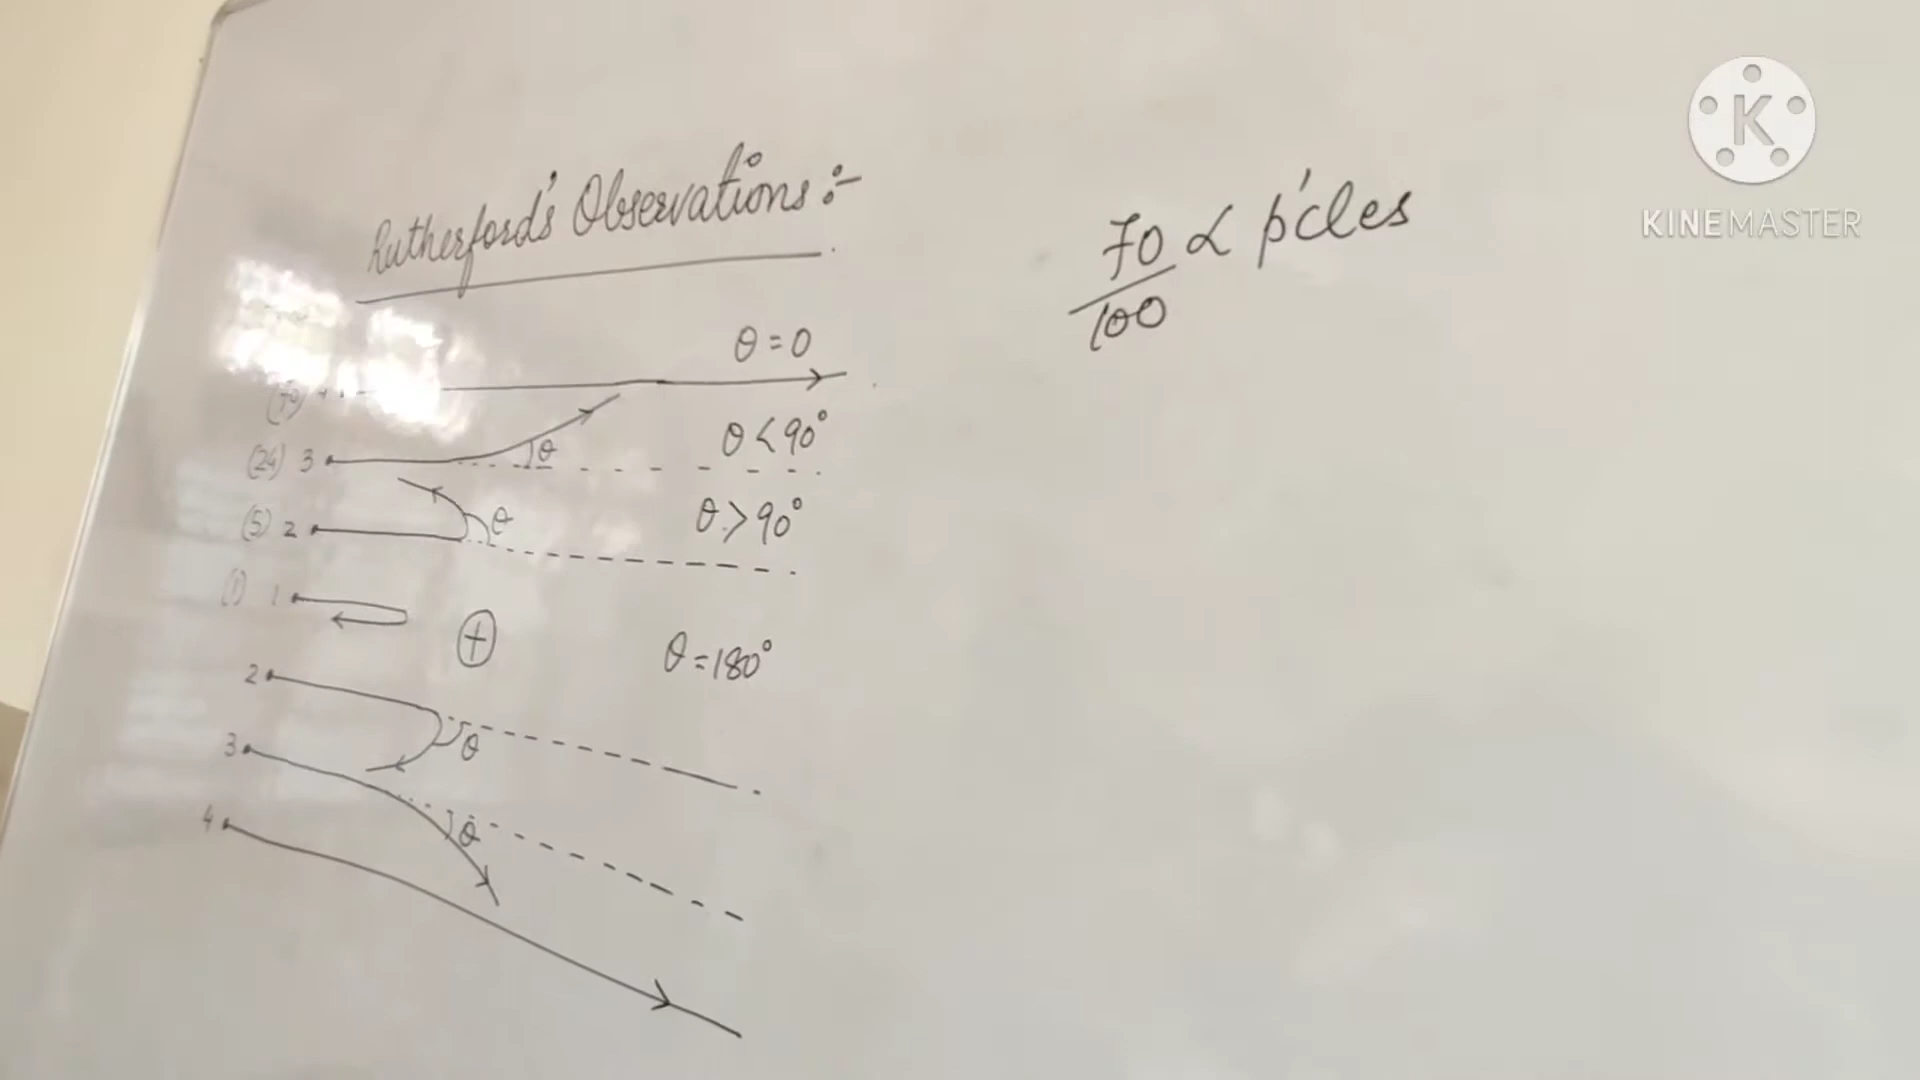 Rutherford's Observations :-
70 α p'cles
100
θ = 0
(70)
θ < 90°
(24) 3 θ
θ > 90°
(5) 2 θ
(1) 1
+
θ = 180°
2 θ
3 θ
4
K
KINEMASTER